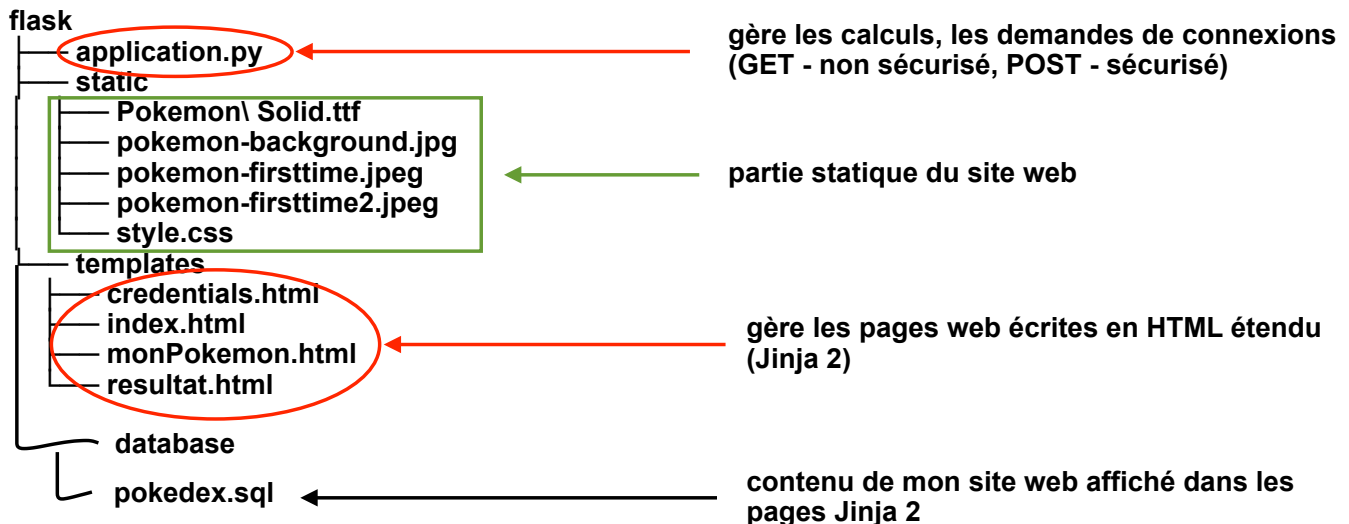 flask
application.py
gère les calculs, les demandes de connexions
(GET - non sécurisé, POST - sécurisé)
static
Pokemon\ Solid.ttf
pokemon-background.jpg
pokemon-firsttime.jpeg
partie statique du site web
pokemon-firsttime2.jpeg
style.css
templates
credentials.html
index.html
monPokemon.html
resultat.html
gère les pages web écrites en HTML étendu
(Jinja 2)
database
pokedex.sql
contenu de mon site web affiché dans les
pages Jinja 2